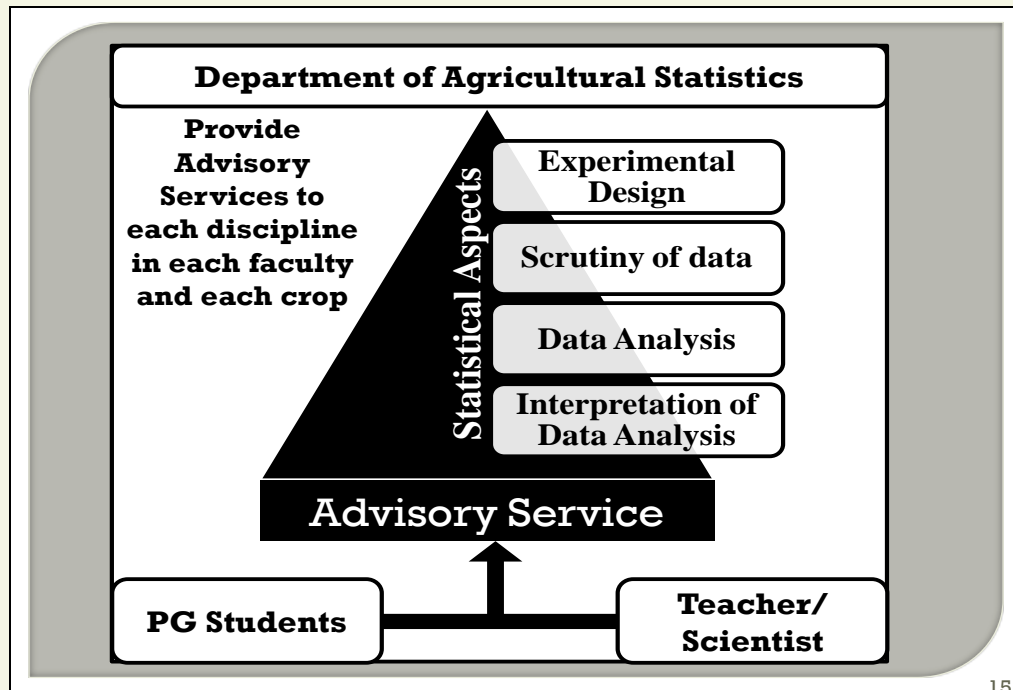 Department of Agricultural Statistics
Provide
Advisory
Services to
each discipline
in each faculty
and each crop
Statistical Aspects
Experimental
Design
Scrutiny of data
Data Analysis
Interpretation of
Data Analysis
Advisory Service
PG Students
Teacher/
Scientist
15